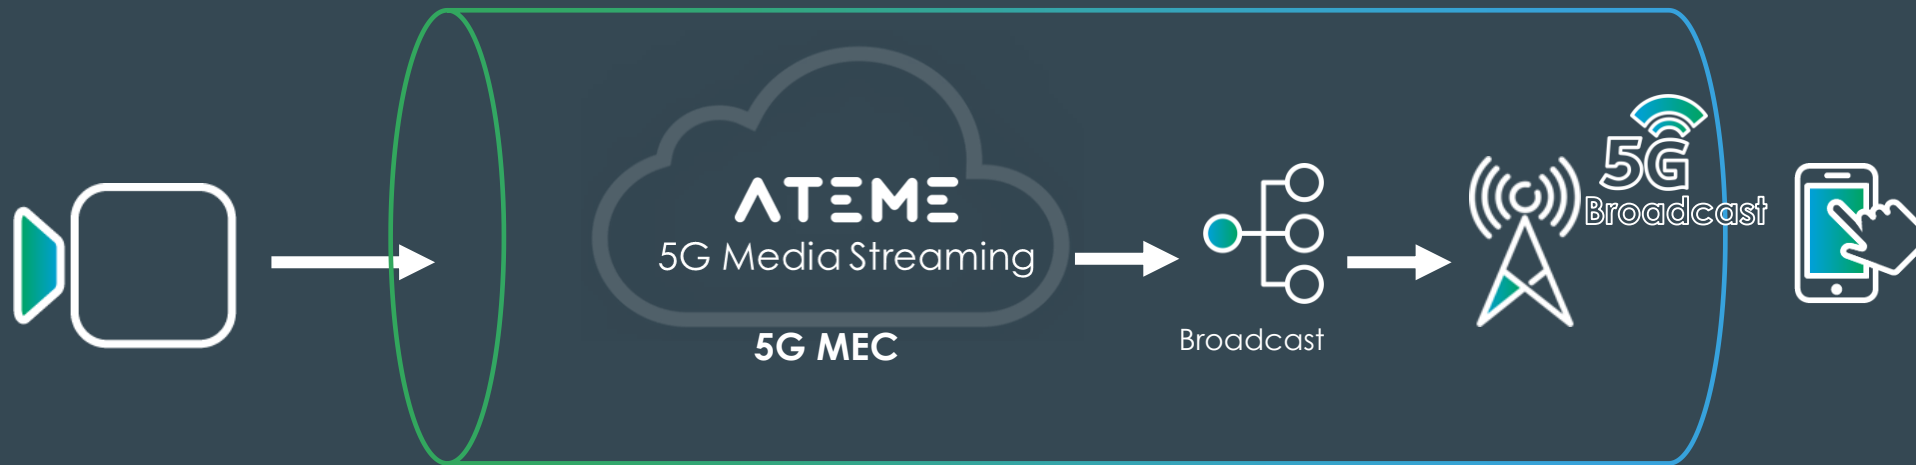 ATEME
5G Media Streaming
5G MEC
Broadcast
5G
Broadcast